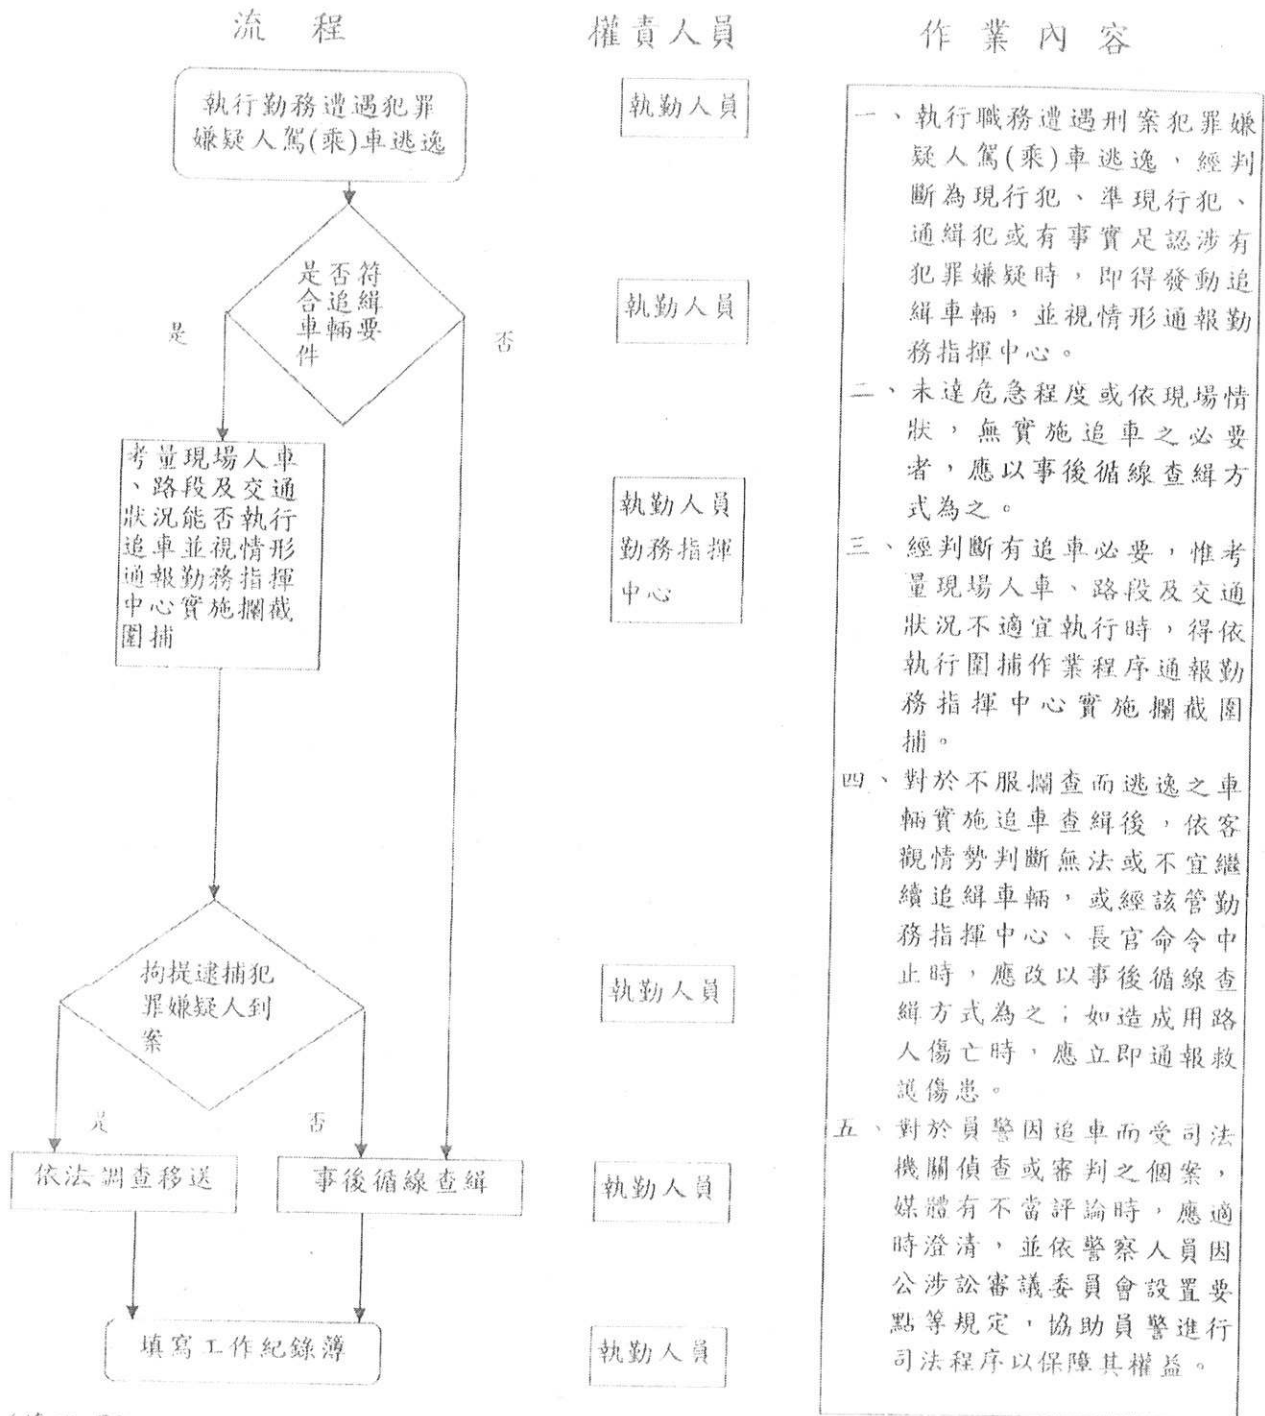 流程
權責人員
作業內容
執行勤務遭遇犯罪
嫌疑人駕(乘)車逃逸
是否符
合追緝
車輛要
件
是
否
考量現場人車
、路段及交通
狀況能否執行
追車並視情形
通報勤務指揮
中心實施攔截
圍捕
拘提逮捕犯
罪嫌疑人到
案
是
否
依法調查移送
事後循線查緝
填寫工作紀錄簿
執勤人員
執勤人員
執勤人員
勤務指揮
中心
執勤人員
執勤人員
執勤人員
一、執行職務遭遇刑案犯罪嫌
疑人駕(乘)車逃逸,經判
斷為現行犯、準現行犯、
通緝犯或有事實足認涉有
犯罪嫌疑時,即得發動追
緝車輛,並視情形通報勤
務指揮中心。
二、未達危急程度或依現場情
狀,無實施追車之必要
者,應以事後循線查緝方
式為之。
三、經判斷有追車必要,惟考
量現場人車、路段及交通
狀況不適宜執行時,得依
執行圍捕作業程序通報勤
務指揮中心實施攔截圍
捕。
四、對於不服攔查而逃逸之車
輛實施追車查緝後,依客
觀情勢判斷無法或不宜繼
續追緝車輛,或經該管勤
務指揮中心、長官命令中
止時,應改以事後循線查
緝方式為之;如造成用路
人傷亡時,應立即通報救
護傷患。
五、對於員警因追車而受司法
機關偵查或審判之個案,
媒體有不當評論時,應適
時澄清,並依警察人員因
公涉訟審議委員會設置要
點等規定,協助員警進行
司法程序以保障其權益。